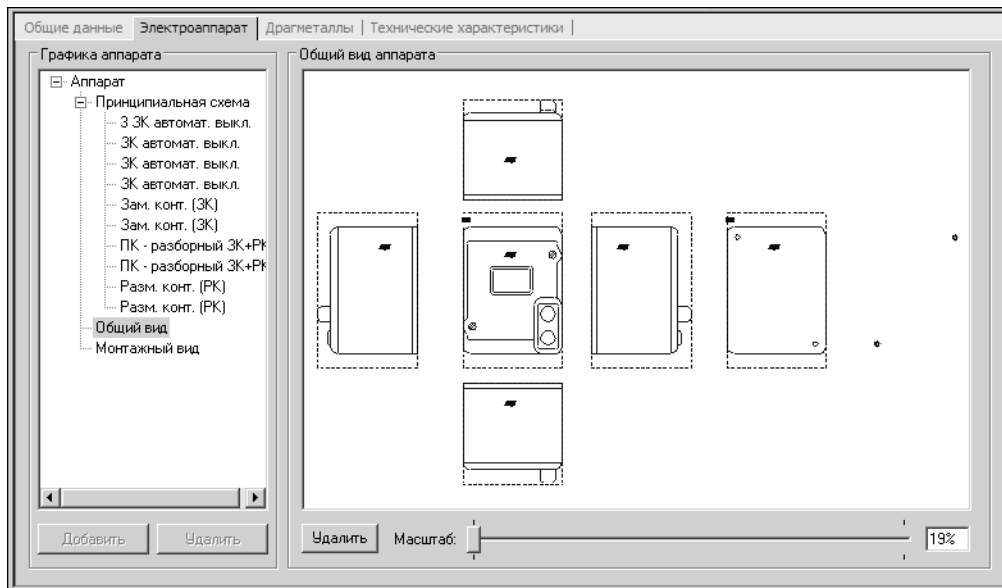 Общие данные Электроаппарат Драгметаллы Технические характеристики
Графика аппарата
Аппарат
Принципиальная схема
3 ЗК автомат. выкл.
ЗК автомат. выкл.
ЗК автомат. выкл.
ЗК автомат. выкл.
Зам. конт. (ЗК)
Зам. конт. (ЗК)
ПК - разборный ЗК+РК
ПК - разборный ЗК+РК
Разм. конт. (РК)
Разм. конт. (РК)
Общий вид
Монтажный вид
Добавить Удалить
Общий вид аппарата
Удалить Масштаб: 19%